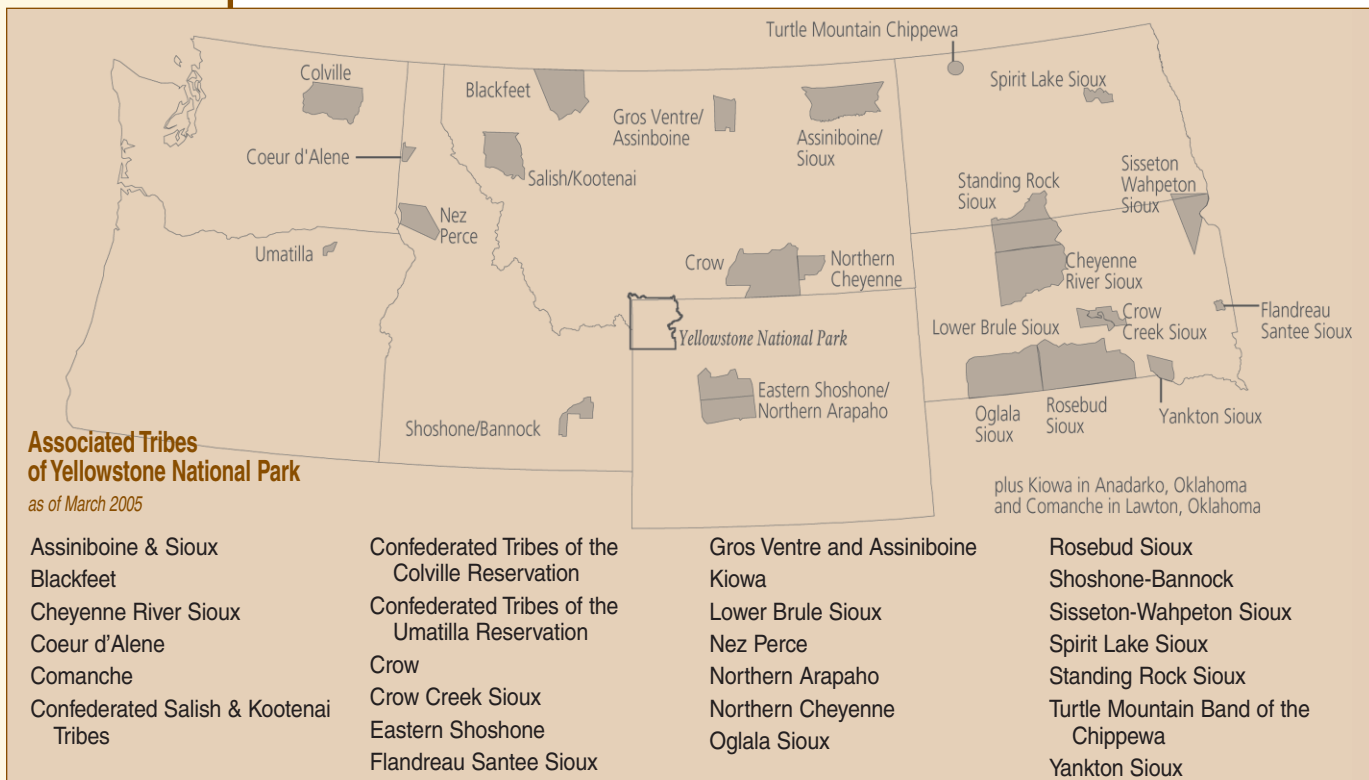 Turtle Mountain Chippewa
Colville
Blackfeet
Spirit Lake Sioux
Gros Ventre/
Assinboine
Assiniboine/
Sioux
Coeur d'Alene
Salish/Kootenai
Sisseton
Wahpeton
Sioux
Standing Rock
Sioux
Nez
Perce
Umatilla
Crow
Northern
Cheyenne
Cheyenne
River Sioux
Lower Brule Sioux
Crow
Creek Sioux
Flandreau
Santee Sioux
Yellowstone National Park
Eastern Shoshone/
Northern Arapaho
Shoshone/Bannock
Oglala
Sioux
Rosebud
Sioux
Yankton Sioux
Associated Tribes
of Yellowstone National Park
as of March 2005
plus Kiowa in Anadarko, Oklahoma
and Comanche in Lawton, Oklahoma
Assiniboine & Sioux
Blackfeet
Cheyenne River Sioux
Coeur d’Alene
Comanche
Confederated Salish & Kootenai
Tribes
Confederated Tribes of the
Colville Reservation
Confederated Tribes of the
Umatilla Reservation
Crow
Crow Creek Sioux
Eastern Shoshone
Flandreau Santee Sioux
Gros Ventre and Assiniboine
Kiowa
Lower Brule Sioux
Nez Perce
Northern Arapaho
Northern Cheyenne
Oglala Sioux
Rosebud Sioux
Shoshone-Bannock
Sisseton-Wahpeton Sioux
Spirit Lake Sioux
Standing Rock Sioux
Turtle Mountain Band of the
Chippewa
Yankton Sioux